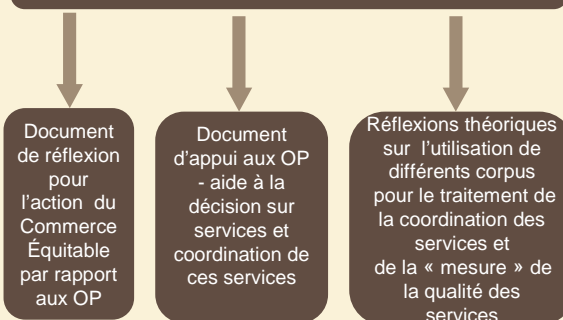 Document
de réflexion
pour
l'action du
Commerce
Équitable
par rapport
aux OP
Document
d'appui aux OP
- aide à la
décision sur
services et
coordination de
ces services
Réflexions théoriques
sur l'utilisation de
différents corpus
pour le traitement de
la coordination des
services et
de la « mesure » de
la qualité des
services